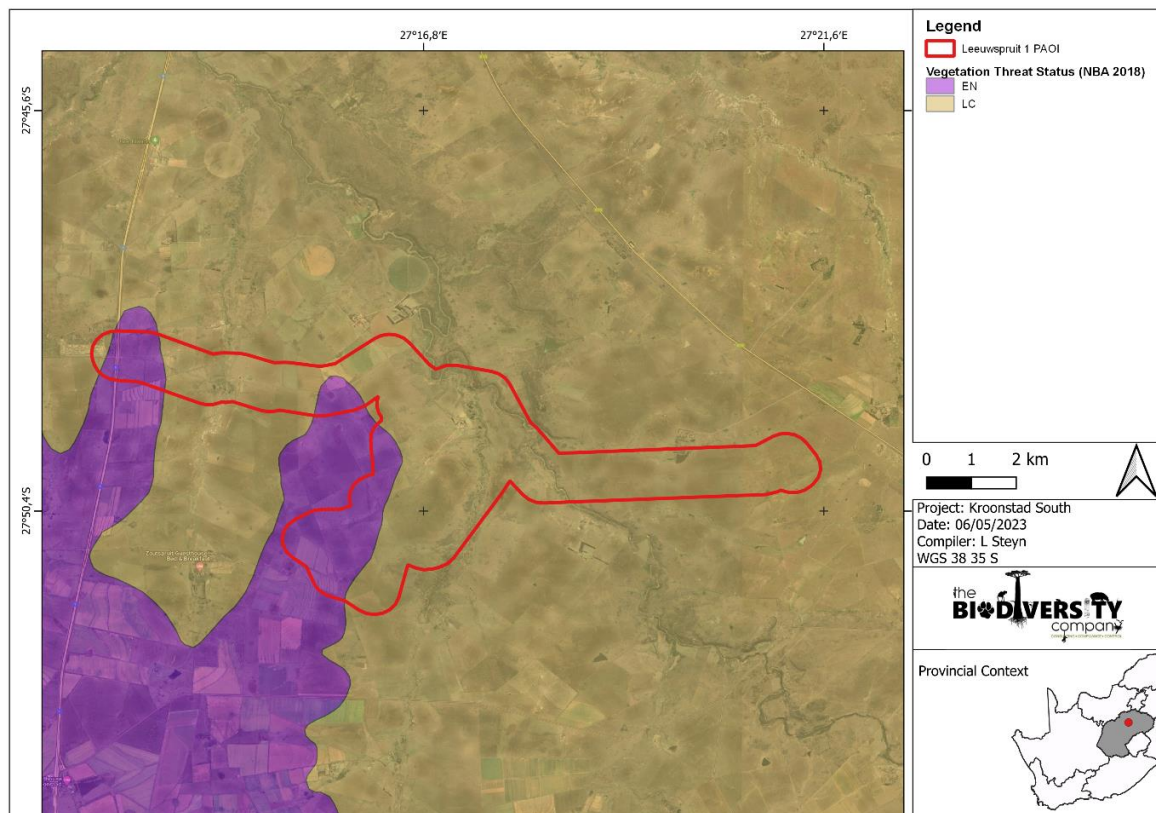 27°16,8'E
27°21,6'E
27°45,6'S
27°50,4'S
Legend
Leeuwspruit 1 PAOI
Vegetation Threat Status (NBA 2018)
EN
LC
0 1 2 km
Project: Kroonstad South
Date: 06/05/2023
Compiler: L Steyn
WGS 38 35 S
the
BIODIVERSITY
company
Provincial Context